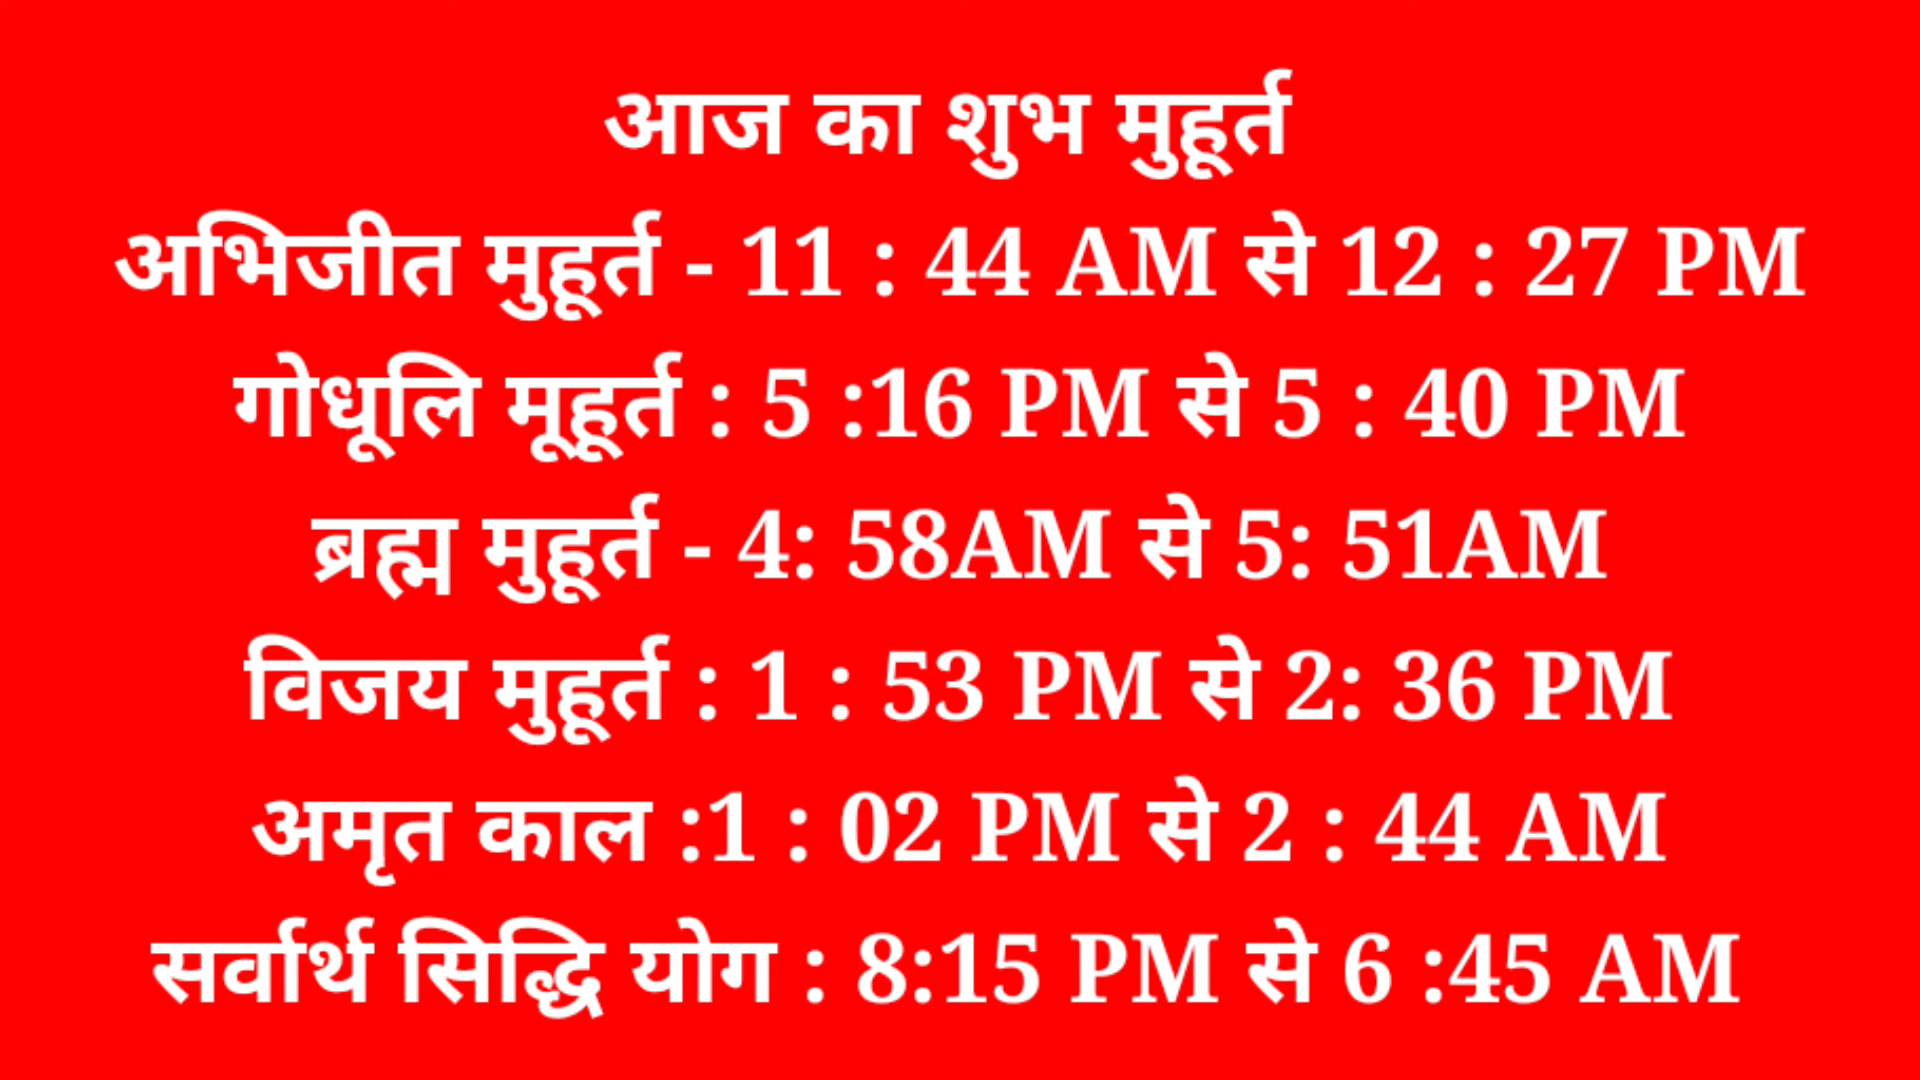 आज का शुभ मुहूर्त
अभिजीत मुहूर्त - 11 : 44 AM से 12 : 27 PM
गोधूलि मूहूर्त : 5 :16 PM से 5 : 40 PM
ब्रह्म मुहूर्त - 4: 58AM से 5: 51AM
विजय मुहूर्त : 1 : 53 PM से 2: 36 PM
अमृत काल :1 : 02 PM से 2 : 44 AM
सर्वार्थ सिद्धि योग : 8:15 PM से 6 :45 AM